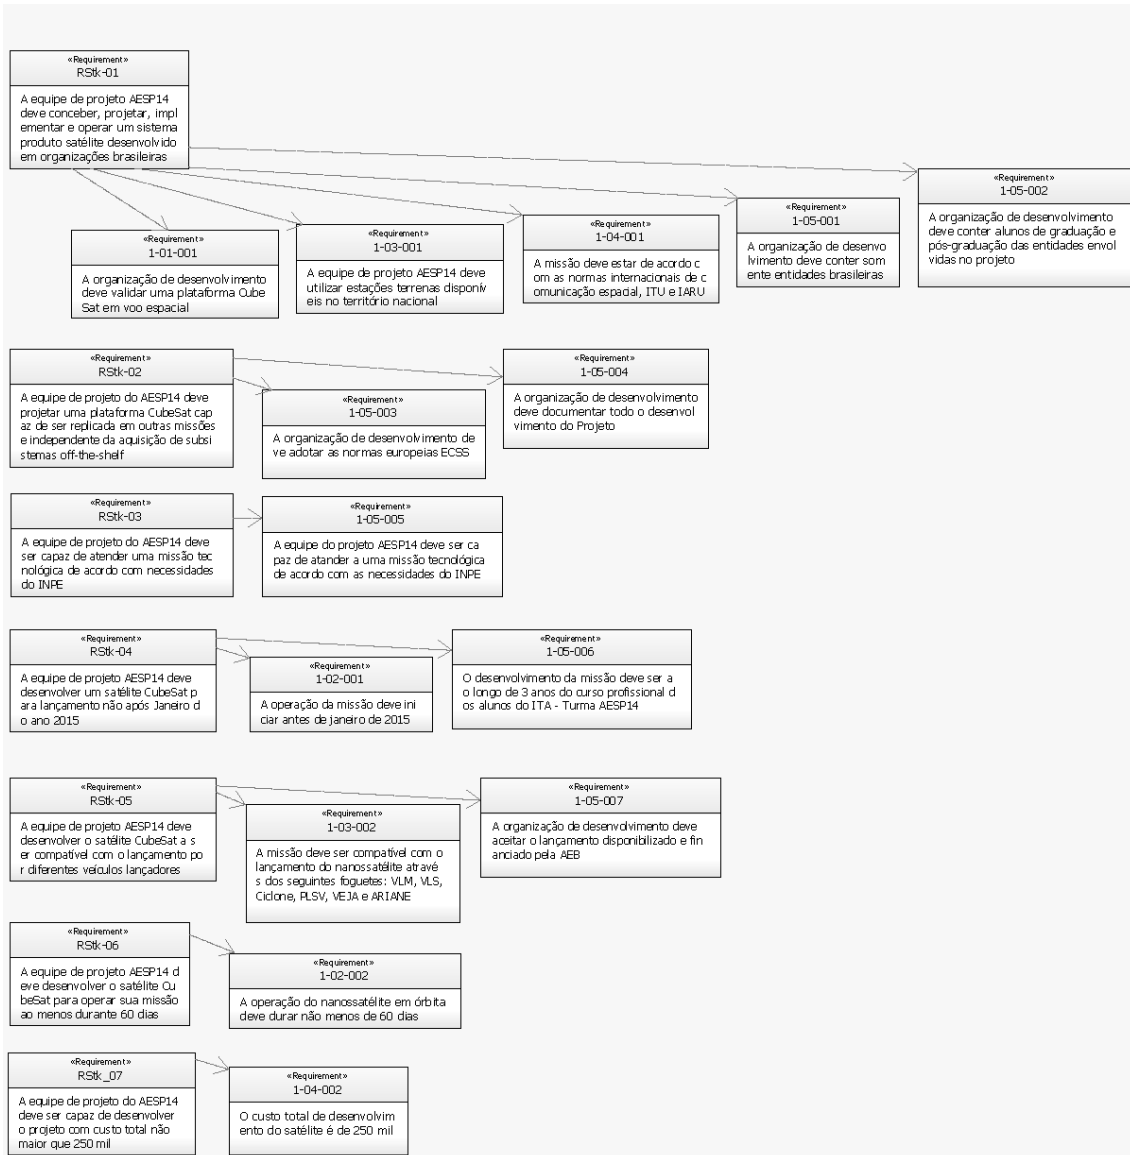 «Requirement»
RStk-01
A equipe de projeto AESP14
deve conceber, projetar, impl
ementar e operar um sistema
produto satélite desenvolvido
em organizações brasileiras
«Requirement»
1-01-001
A organização de desenvolvimento
deve validar uma plataforma Cube
Sat em voo espacial
«Requirement»
1-03-001
A equipe de projeto AESP14 deve
utilizar estações terrenas disponív
eis no território nacional
«Requirement»
1-04-001
A missão deve estar de acordo c
om as normas internacionais de c
omunicação espacial, ITU e IARU
«Requirement»
1-05-001
A organização de desenvo
lvimento deve conter som
ente entidades brasileiras
«Requirement»
1-05-002
A organização de desenvolvimento
deve conter alunos de graduação e
pós-graduação das entidades envol
vidas no projeto
«Requirement»
RStk-02
A equipe de projeto do AESP14 deve
projetar uma plataforma CubeSat cap
az de ser replicada em outras missões
e independente da aquisição de subsi
stemas off-the-shelf
«Requirement»
1-05-003
A organização de desenvolvimento de
ve adotar as normas europeias ECSS
«Requirement»
1-05-004
A organização de desenvolvimento
deve documentar todo o desenvol
vimento do Projeto
«Requirement»
RStk-03
A equipe de projeto do AESP14 deve
ser capaz de atender uma missão tec
nológica de acordo com necessidades
do INPE
«Requirement»
1-05-005
A equipe do projeto AESP14 deve ser ca
paz de atander a uma missão tecnológica
de acordo com as necessidades do INPE
«Requirement»
RStk-04
A equipe de projeto AESP14 deve
desenvolver um satélite CubeSat p
ara lançamento não após Janeiro d
o ano 2015
«Requirement»
1-02-001
A operação da missão deve ini
ciar antes de janeiro de 2015
«Requirement»
1-05-006
O desenvolvimento da missão deve ser a
o longo de 3 anos do curso profissional d
os alunos do ITA - Turma AESP14
«Requirement»
RStk-05
A equipe de projeto AESP14 deve
desenvolver o satélite CubeSat a s
er compatível com o lançamento po
r diferentes veículos lançadores
«Requirement»
1-03-002
A missão deve ser compatível com o
lançamento do nanossatélite atravé
s dos seguintes foguetes: VLM, VLS,
Ciclone, PLSV, VEJA e ARIANE
«Requirement»
1-05-007
A organização de desenvolvimento deve
aceitar o lançamento disponibilizado e fin
anciado pela AEB
«Requirement»
RStk-06
A equipe de projeto AESP14 d
eve desenvolver o satélite Cu
beSat para operar sua missão
ao menos durante 60 dias
«Requirement»
1-02-002
A operação do nanossatélite em órbita
deve durar não menos de 60 dias
«Requirement»
RStk_07
A equipe de projeto do AESP14
deve ser capaz de desenvolver
o projeto com custo total não
maior que 250 mil
«Requirement»
1-04-002
O custo total de desenvolvim
ento do satélite é de 250 mil